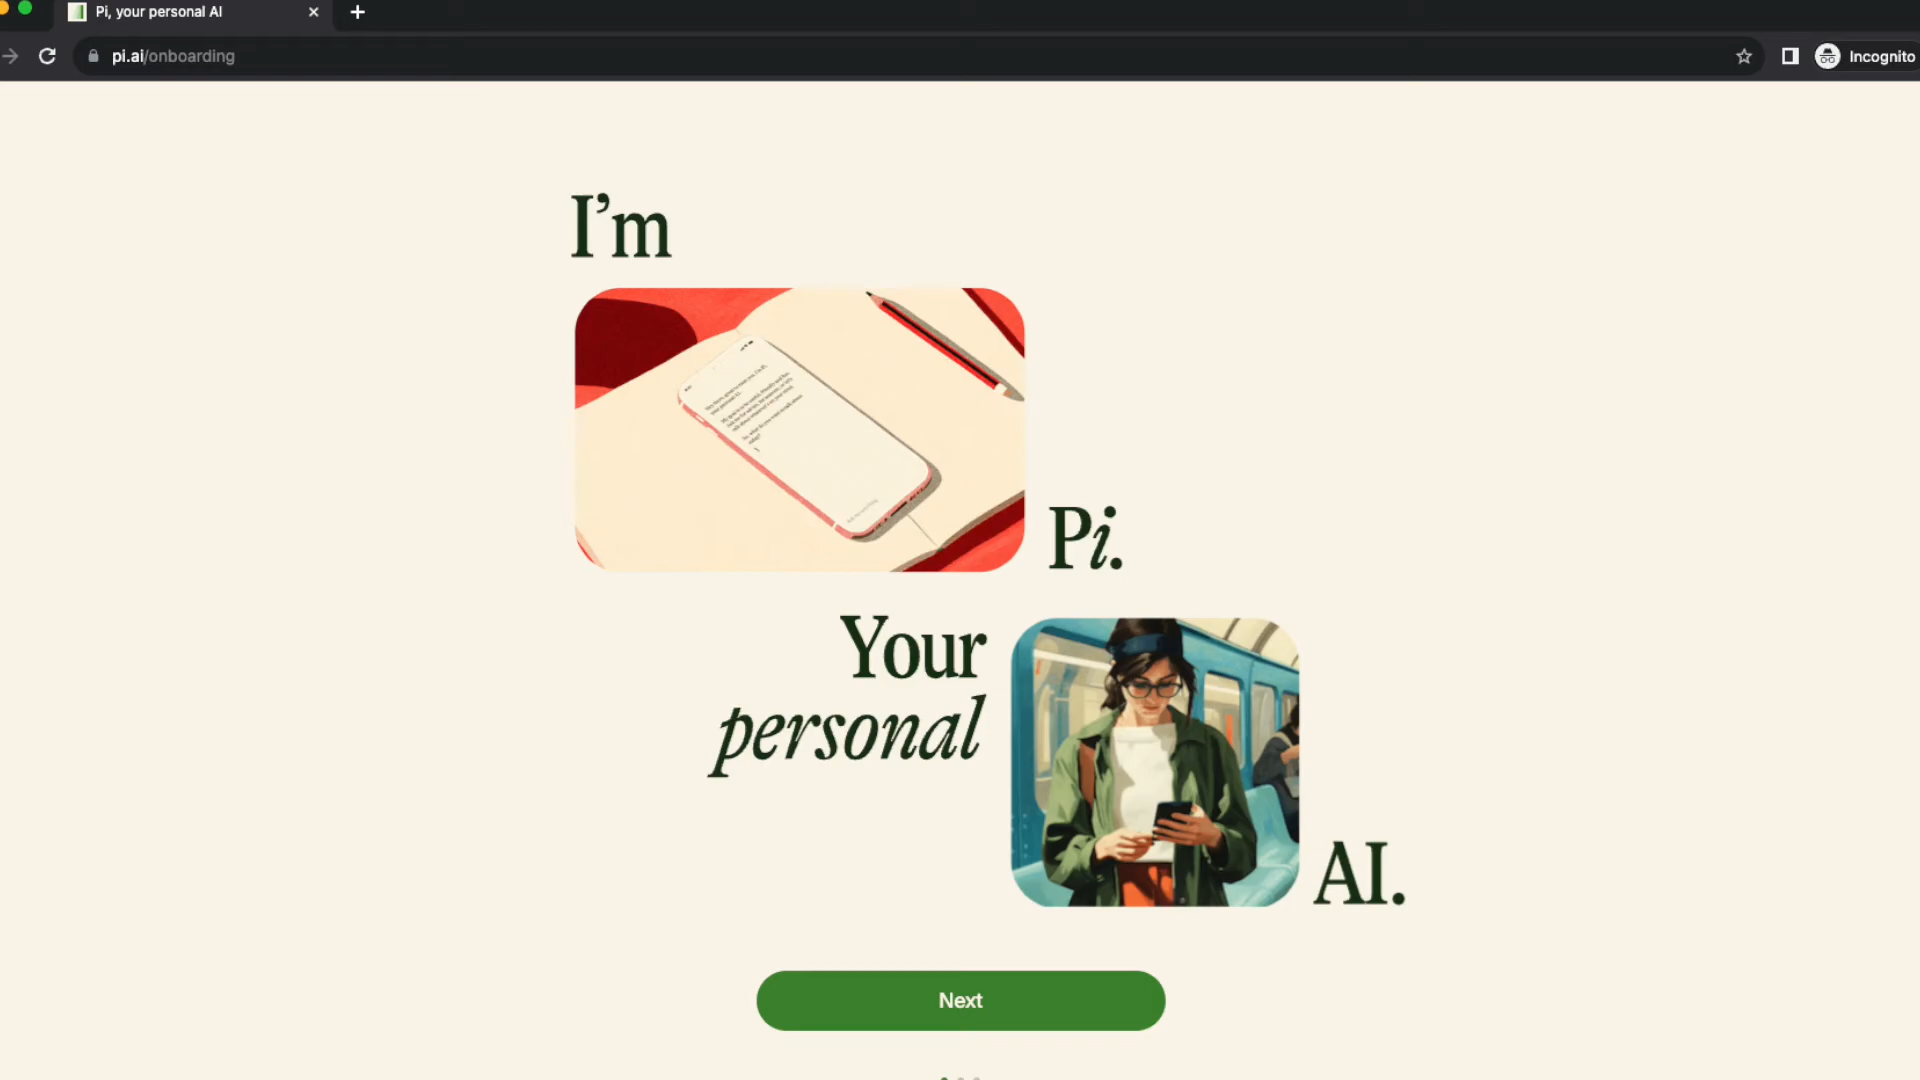 Pi, your personal AI
pi.ai/onboarding
Incognito
I'm
Pi.
Your
personal
AI.
Next